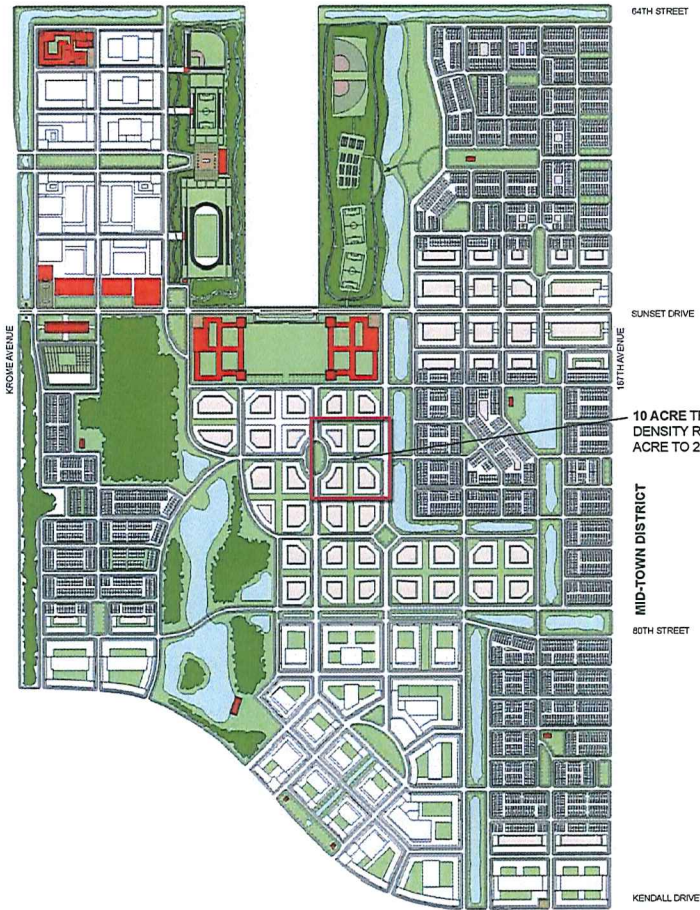 64TH STREET
SUNSET DRIVE
KROME AVENUE
167TH AVENUE
10 ACRE
DENSITY
ACRE TO 2
MID-TOWN DISTRICT
80TH STREET
KENDALL DRIVE